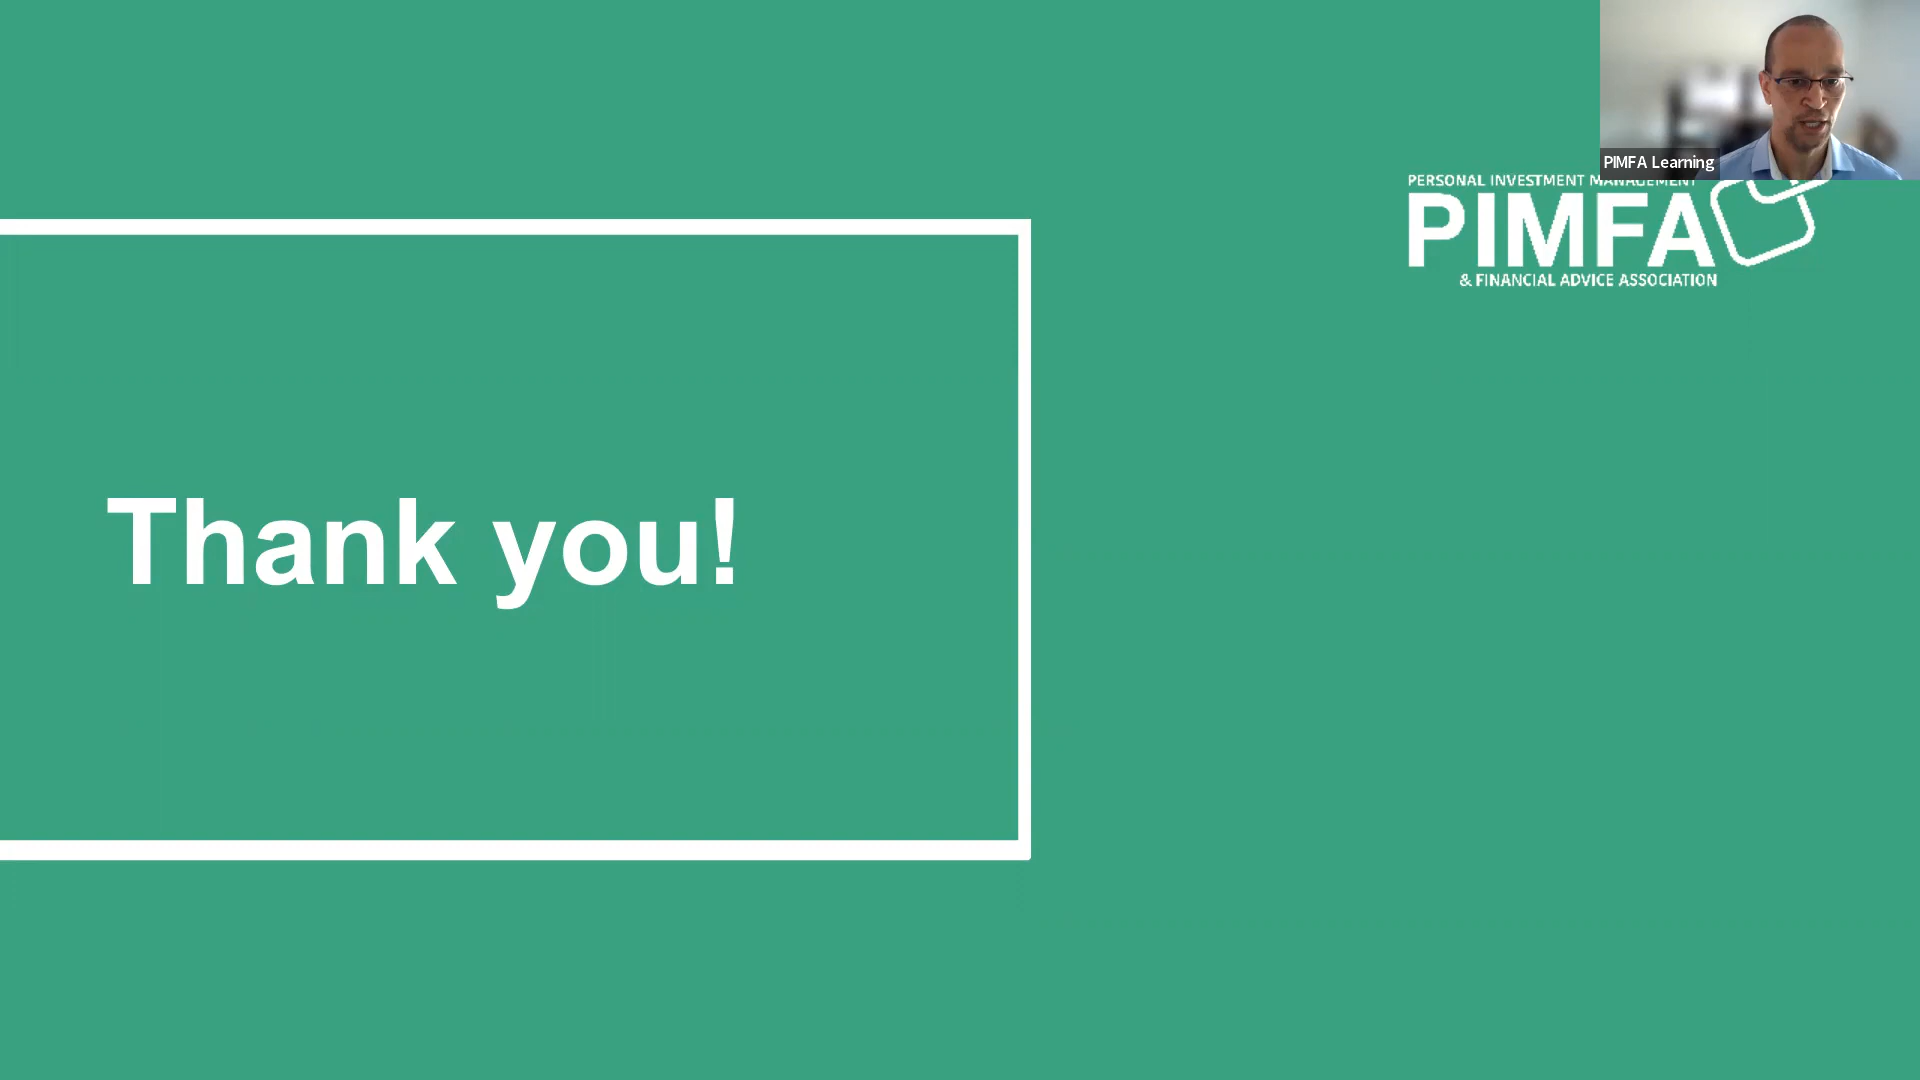 PIMFA Learning
PERSONAL INVESTMENT MANAGEMENT
PIMFA
& FINANCIAL ADVICE ASSOCIATION
Thank you!